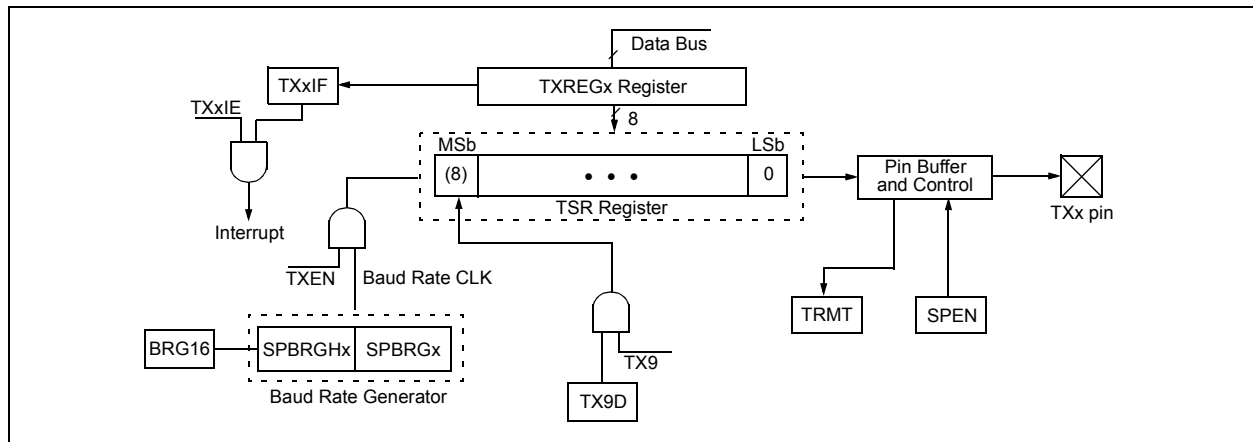 Data Bus
TXxIF
TXREGx Register
TXxIE
8
MSb
LSb
(8)
• • •
0
Pin Buffer
and Control
TSR Register
TXx pin
Interrupt
TXEN
Baud Rate CLK
TRMT
SPEN
BRG16
SPBRGHx
SPBRGx
TX9
Baud Rate Generator
TX9D